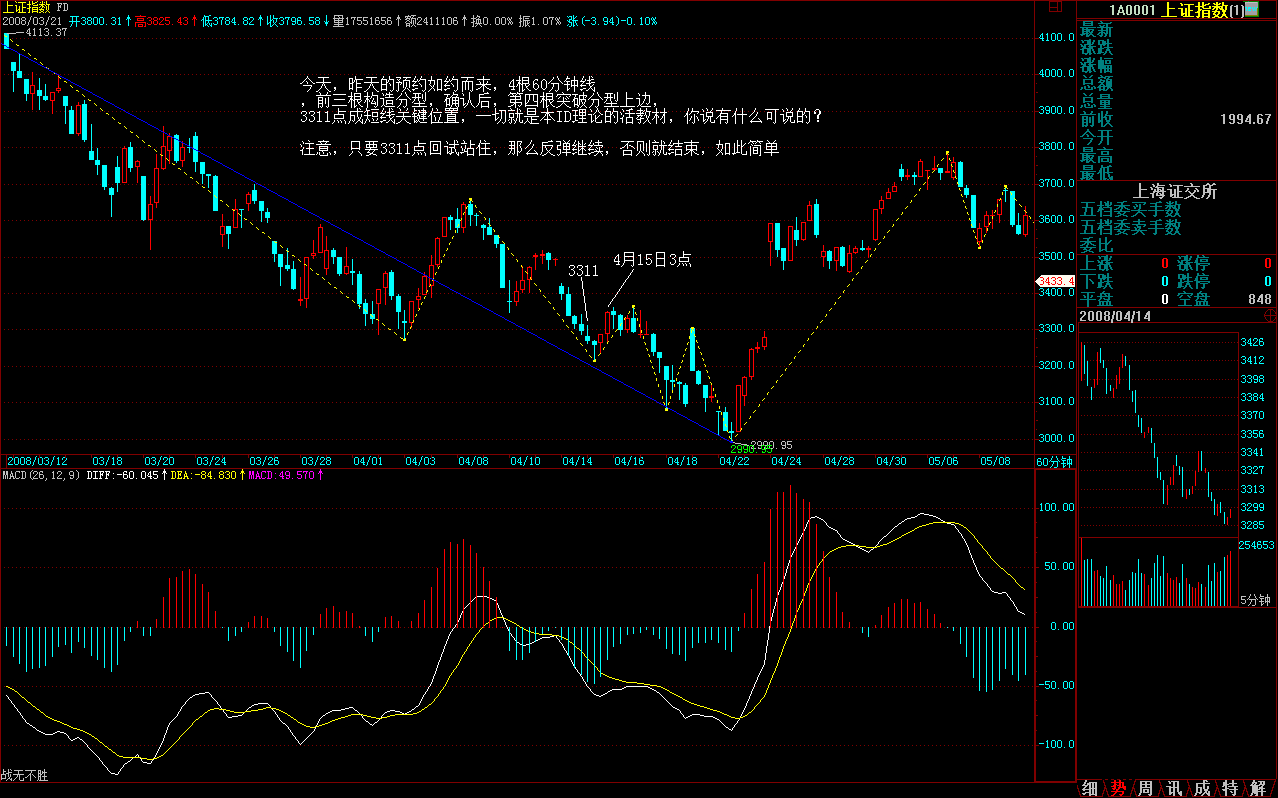 上证指数 FD
2008/03/21 开3800.31↑高3825.43↑低3784.82↑收3796.58↓量17551656↑额2411106↑换0.00% 振1.07% 涨(-3.94)-0.10%
4113.37
今天，昨天的预约如约而来，4根60分钟线
，前三根构造分型，确认后，第四根突破分型上边，
3311点成短线关键位置，一切就是本ID理论的活教材，你说有什么可说的？
注意，只要3311点回试站住，那么反弹继续，否则就结束，如此简单
3311
4月15日3点
2990.95
2990.95
4100.0
4000.0
3900.0
3800.0
3700.0
3600.0
3500.0
3433.4
3400.0
3300.0
3200.0
3100.0
3000.0
2008/03/12 03/18 03/20 03/24 03/26 03/28 04/01 04/03 04/08 04/10 04/14 04/16 04/18 04/22 04/24 04/28 04/30 05/06 05/08 60分钟
MACD(26,12,9) DIFF:-60.045↑DEA:-84.830↑MACD:49.570↑
100.00
50.00
0.00
-50.00
-100.0
战无不胜
1A0001 上证指数(1)
最新
涨跌
涨幅
总额
总量
前收 1994.67
今开
最高
最低
上海证交所
五档委买手数
五档委卖手数
委比
上涨 0 涨停 0
下跌 0 跌停 0
平盘 0 空盘 848
2008/04/14
3426
3412
3398
3384
3370
3356
3341
3327
3313
3299
3285
254653
5分钟
细 势 周 讯 成 特 解